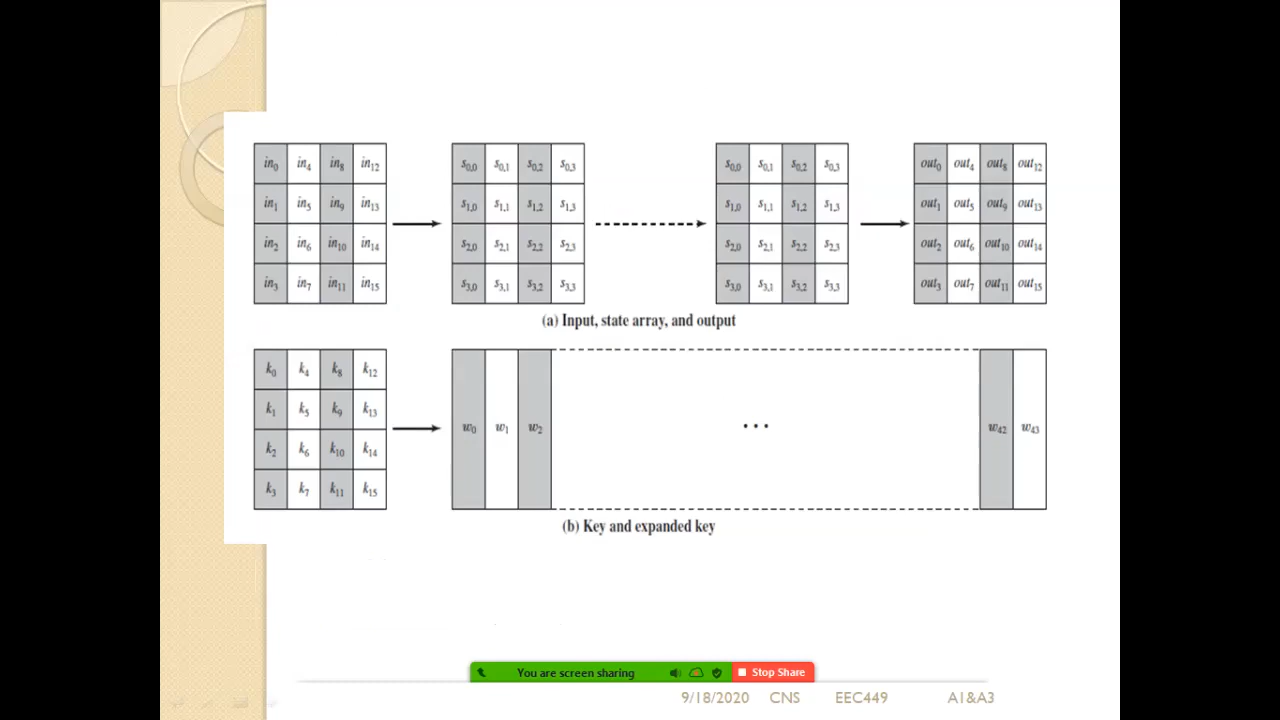 in0 in4 in8 in12 s0,0 s0,1 s0,2 s0,3 s0,0 s0,1 s0,2 s0,3 out0 out4 out8 out12
in1 in5 in9 in13 s1,0 s1,1 s1,2 s1,3 s1,0 s1,1 s1,2 s1,3 out1 out5 out9 out13
in2 in6 in10 in14 s2,0 s2,1 s2,2 s2,3 s2,0 s2,1 s2,2 s2,3 out2 out6 out10 out14
in3 in7 in11 in15 s3,0 s3,1 s3,2 s3,3 s3,0 s3,1 s3,2 s3,3 out3 out7 out11 out15
(a) Input, state array, and output
k0 k4 k8 k12
k1 k5 k9 k13
w0 w1 w2 ... w42 w43
k2 k6 k10 k14
k3 k7 k11 k15
(b) Key and expanded key
You are screen sharing Stop Share
9/18/2020 CNS EEC449 A1&A3